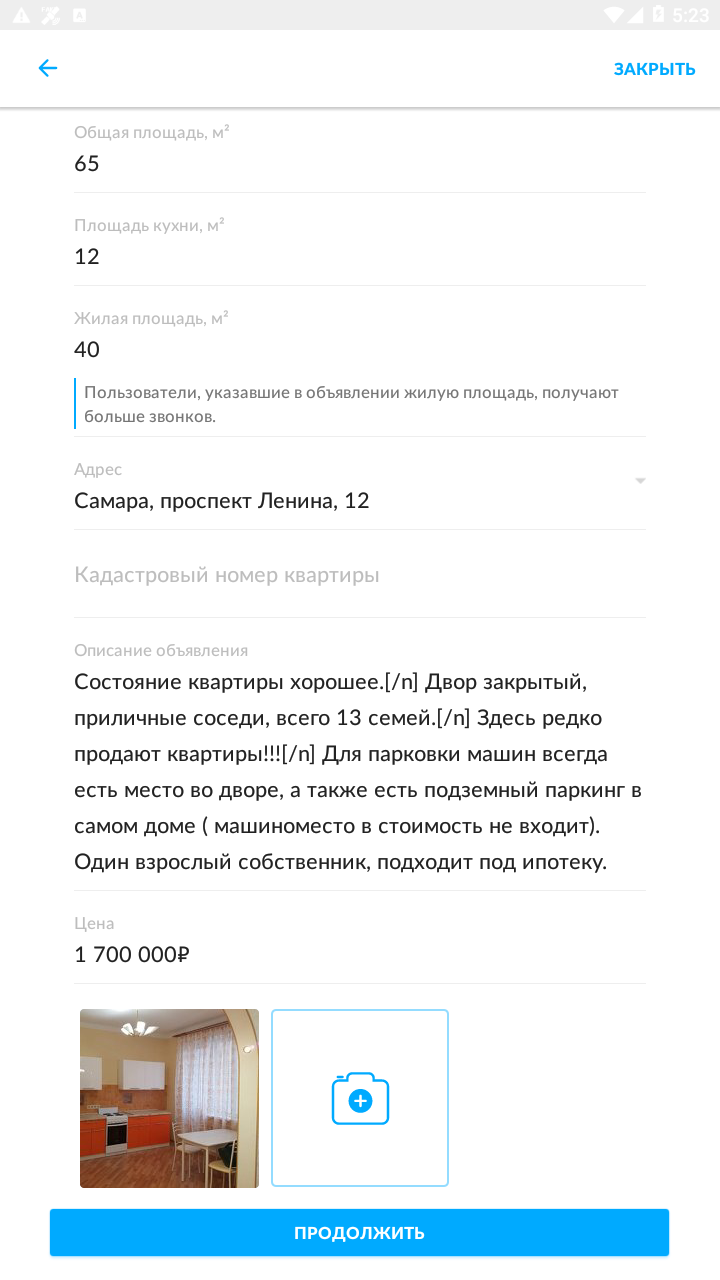 5:23
ЗАКРЫТЬ
Общая площадь, м²
65
Площадь кухни, м²
12
Жилая площадь, м²
40
Пользователи, указавшие в объявлении жилую площадь, получают
больше звонков.
Адрес
Самара, проспект Ленина, 12
Кадастровый номер квартиры
Описание объявления
Состояние квартиры хорошее.[/n] Двор закрытый,
приличные соседи, всего 13 семей.[/n] Здесь редко
продают квартиры!!![/n] Для парковки машин всегда
есть место во дворе, а также есть подземный паркинг в
самом доме ( машиноместо в стоимость не входит).
Один взрослый собственник, подходит под ипотеку.
Цена
1 700 000₽
ПРОДОЛЖИТЬ